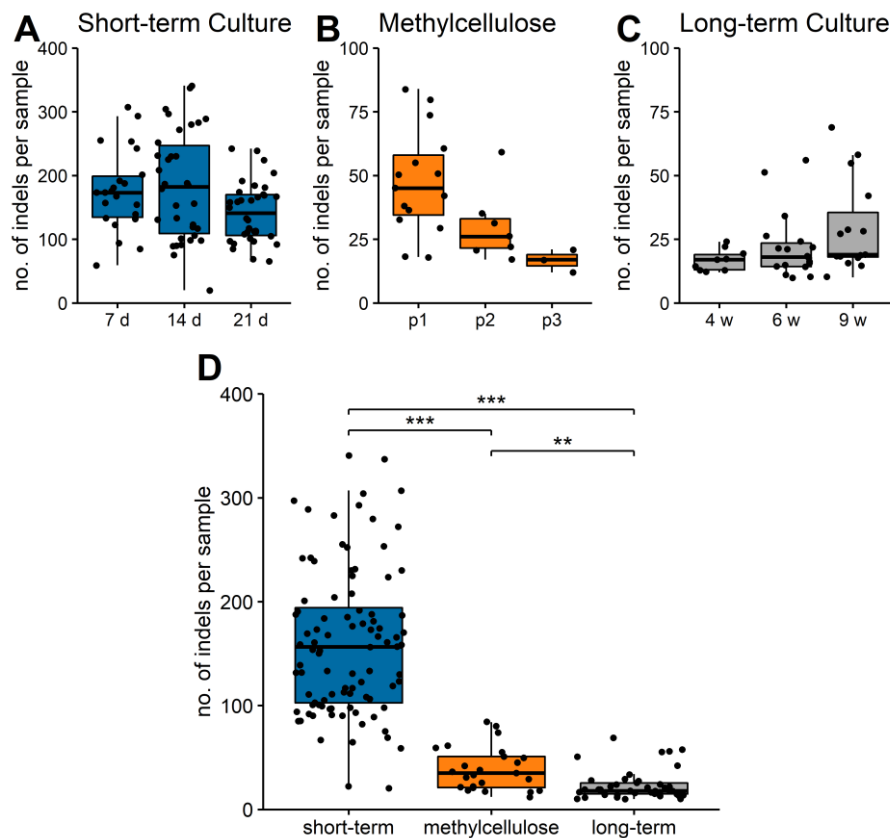 A Short-term Culture
no. of indels per sample
400
300
200
100
0
7 d 14 d 21 d
B Methylcellulose
no. of indels per sample
100
75
50
25
0
p1 p2 p3
C Long-term Culture
no. of indels per sample
100
75
50
25
0
4 w 6 w 9 w
D
no. of indels per sample
400
300
200
100
0
***
***
**
short-term methylcellulose long-term